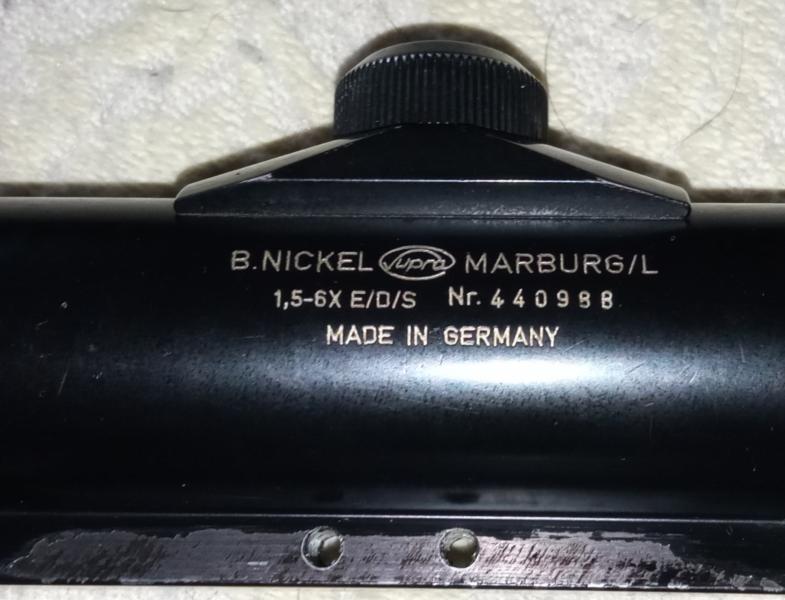 B. NICKEL Supra MARBURG/L
1,5-6X E/D/S Nr. 440988
MADE IN GERMANY